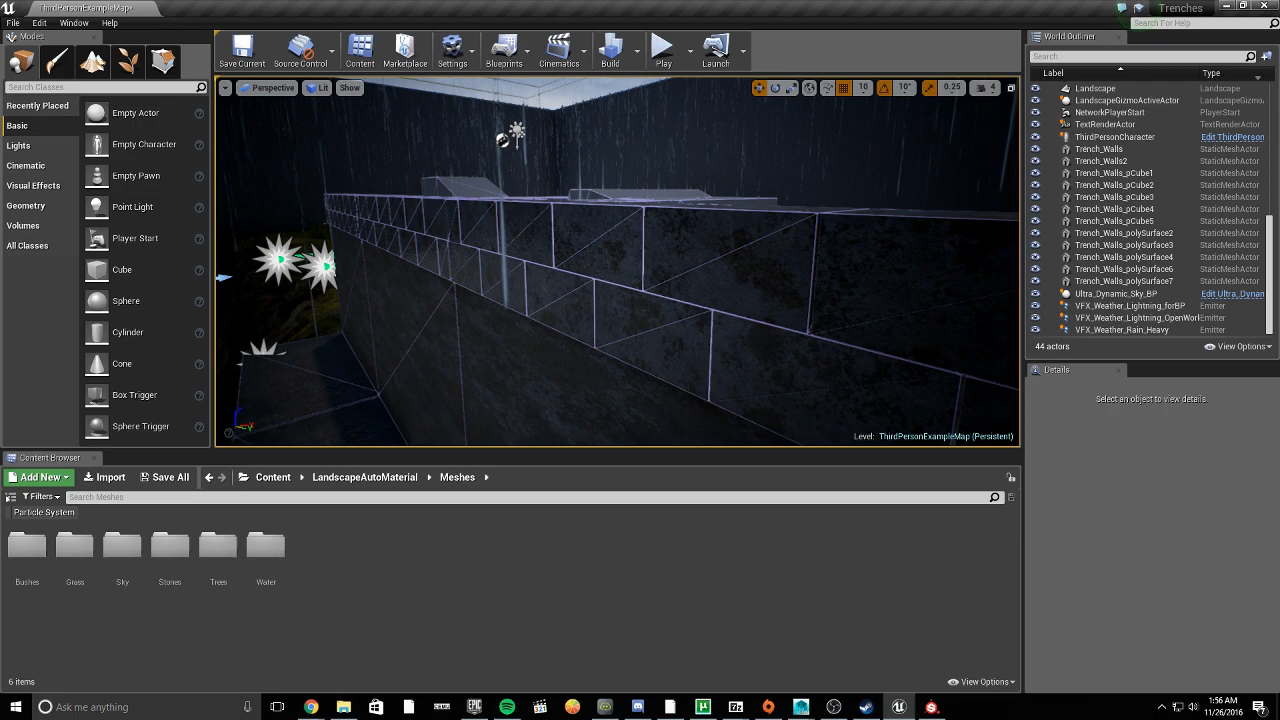 ThirdPersonExampleMap*
Trenches
File Edit Window Help
Search For Help
Modes
Search Classes
Recently Placed
Basic
Lights
Cinematic
Visual Effects
Geometry
Volumes
All Classes
Empty Actor
Empty Character
Empty Pawn
Point Light
Player Start
Cube
Sphere
Cylinder
Cone
Box Trigger
Sphere Trigger
Save Current Source Control Content Marketplace Settings Blueprints Cinematics Build Play Launch
Perspective Lit Show 10 10° 0.25 4
Level: ThirdPersonExampleMap (Persistent)
World Outliner
Search
Label Type
Landscape Landscape
LandscapeGizmoActiveActor LandscapeGizmo
NetworkPlayerStart PlayerStart
TextRenderActor TextRenderActor
ThirdPersonCharacter Edit ThirdPerson
Trench_Walls StaticMeshActor
Trench_Walls2 StaticMeshActor
Trench_Walls_pCube1 StaticMeshActor
Trench_Walls_pCube2 StaticMeshActor
Trench_Walls_pCube3 StaticMeshActor
Trench_Walls_pCube4 StaticMeshActor
Trench_Walls_pCube5 StaticMeshActor
Trench_Walls_polySurface2 StaticMeshActor
Trench_Walls_polySurface3 StaticMeshActor
Trench_Walls_polySurface4 StaticMeshActor
Trench_Walls_polySurface6 StaticMeshActor
Trench_Walls_polySurface7 StaticMeshActor
Ultra_Dynamic_Sky_BP Edit Ultra_Dynan
VFX_Weather_Lightning_forBP Emitter
VFX_Weather_Lightning_OpenWorl Emitter
VFX_Weather_Rain_Heavy Emitter
44 actors View Options
Details
Select an object to view details.
Content Browser
Add New Import Save All Content LandscapeAutoMaterial Meshes
Filters Search Meshes
Particle System
Bushes Grass Sky Stones Trees Water
6 items View Options
Ask me anything
1:56 AM
11/26/2016